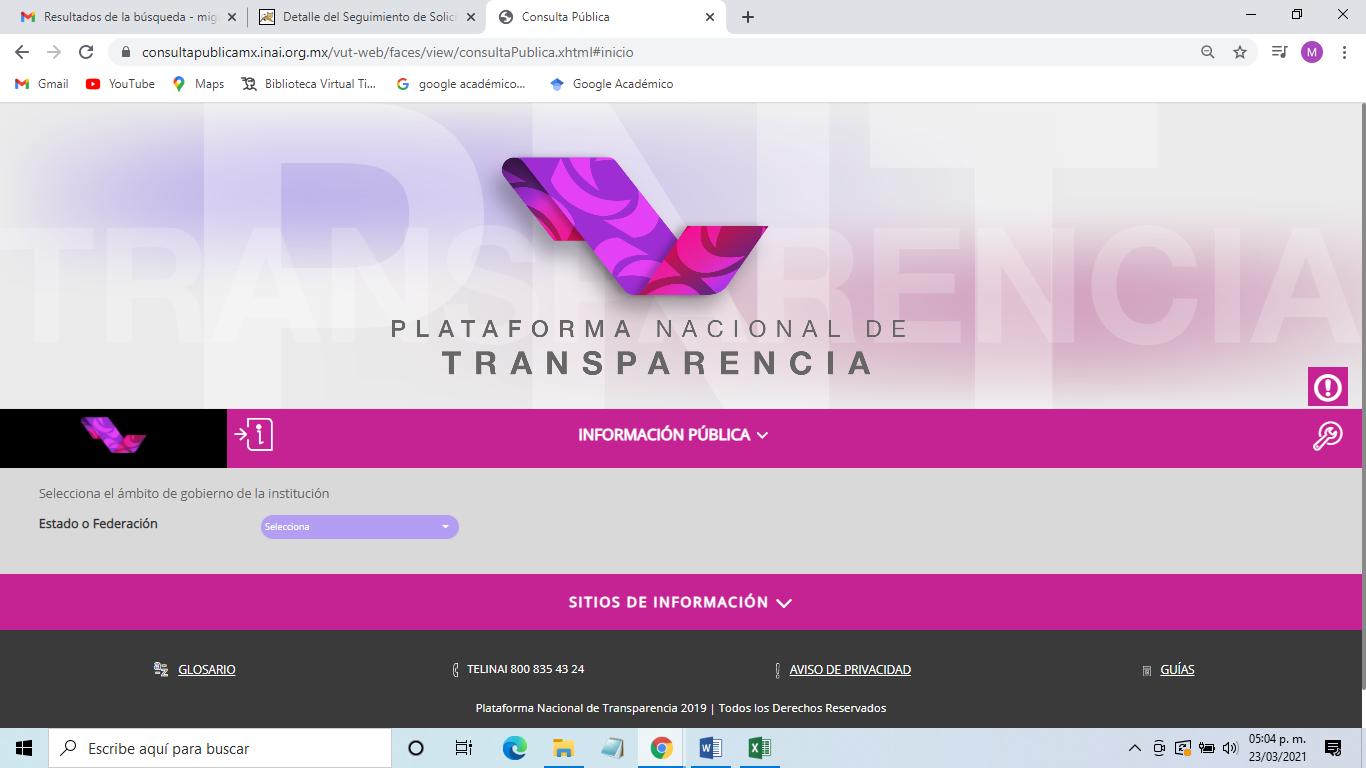 Resultados de la búsqueda - mig
Detalle del Seguimiento de Solici
Consulta Pública
consultapublicamx.inai.org.mx/vut-web/faces/view/consultaPublica.xhtml#inicio
M
Gmail
YouTube
Maps
Biblioteca Virtual Ti...
google académico...
Google Académico
PNT
TRANSPARENCIA
PLATAFORMA NACIONAL DE
TRANSPARENCIA
INFORMACIÓN PÚBLICA
Selecciona el ámbito de gobierno de la institución
Estado o Federación
Selecciona
SITIOS DE INFORMACIÓN
GLOSARIO
TELINAI 800 835 43 24
AVISO DE PRIVACIDAD
GUÍAS
Plataforma Nacional de Transparencia 2019 | Todos los Derechos Reservados
Escribe aquí para buscar
05:04 p. m.
23/03/2021